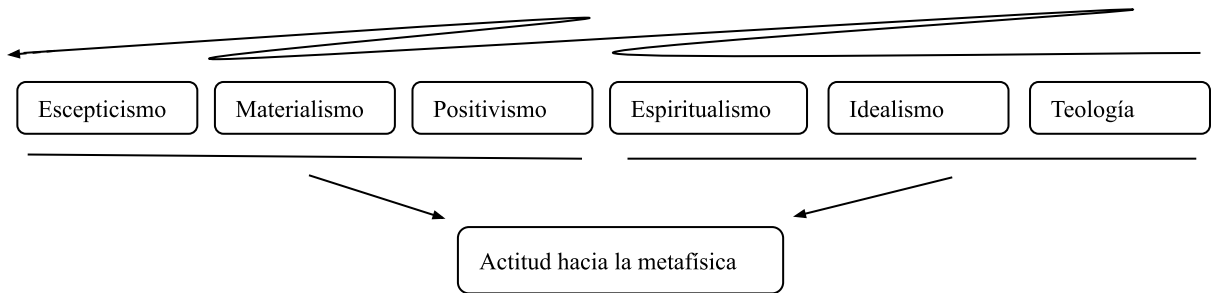 Escepticismo
Materialismo
Positivismo
Espiritualismo
Idealismo
Teología
Actitud hacia la metafísica